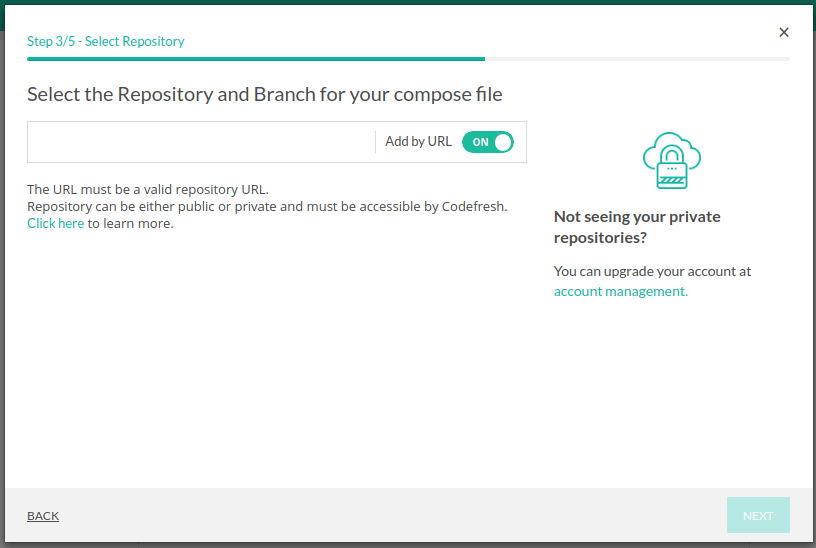 Step 3/5 - Select Repository
×
Select the Repository and Branch for your compose file
Add by URL ON
The URL must be a valid repository URL.
Repository can be either public or private and must be accessible by Codefresh.
Click here to learn more.
Not seeing your private
repositories?
You can upgrade your account at
account management.
BACK
NEXT